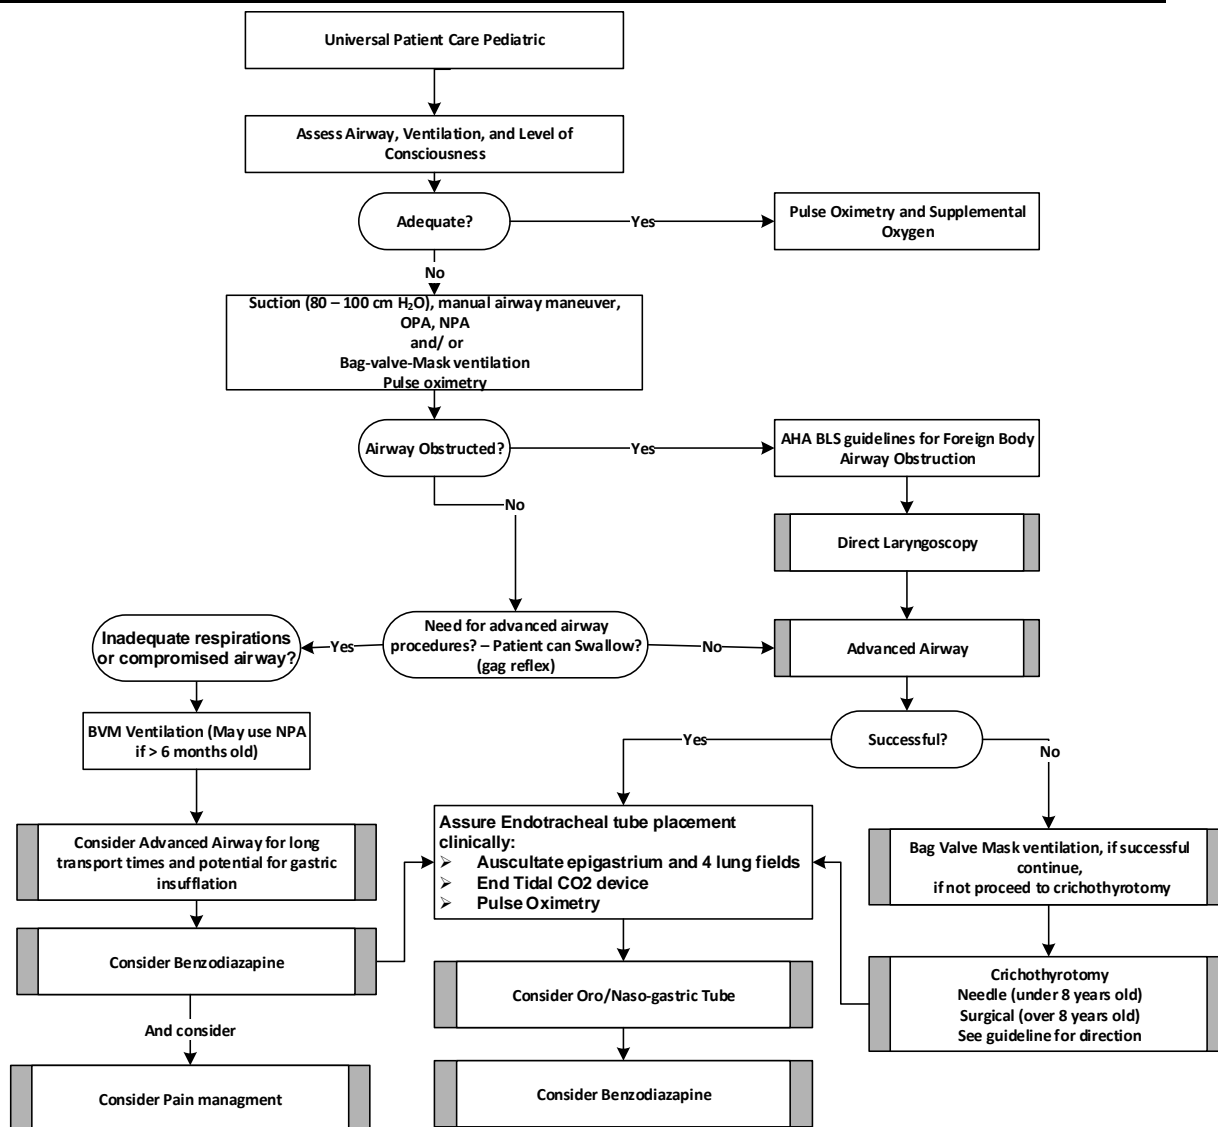 Universal Patient Care Pediatric
Assess Airway, Ventilation, and Level of
Consciousness
Adequate?
Yes
Pulse Oximetry and Supplemental
Oxygen
No
Suction (80 – 100 cm H₂O), manual airway maneuver,
OPA, NPA
and/ or
Bag-valve-Mask ventilation
Pulse oximetry
Airway Obstructed?
Yes
AHA BLS guidelines for Foreign Body
Airway Obstruction
No
Direct Laryngoscopy
Inadequate respirations
or compromised airway?
Yes
Need for advanced airway
procedures? – Patient can Swallow?
(gag reflex)
No
Advanced Airway
BVM Ventilation (May use NPA
if > 6 months old)
Yes
Successful?
No
Consider Advanced Airway for long
transport times and potential for gastric
insufflation
Assure Endotracheal tube placement
clinically:
➢ Auscultate epigastrium and 4 lung fields
➢ End Tidal CO2 device
➢ Pulse Oximetry
Bag Valve Mask ventilation, if successful
continue,
if not proceed to crichothyrotomy
Consider Benzodiazapine
Consider Oro/Naso-gastric Tube
Crichothyrotomy
Needle (under 8 years old)
Surgical (over 8 years old)
See guideline for direction
And consider
Consider Pain managment
Consider Benzodiazapine